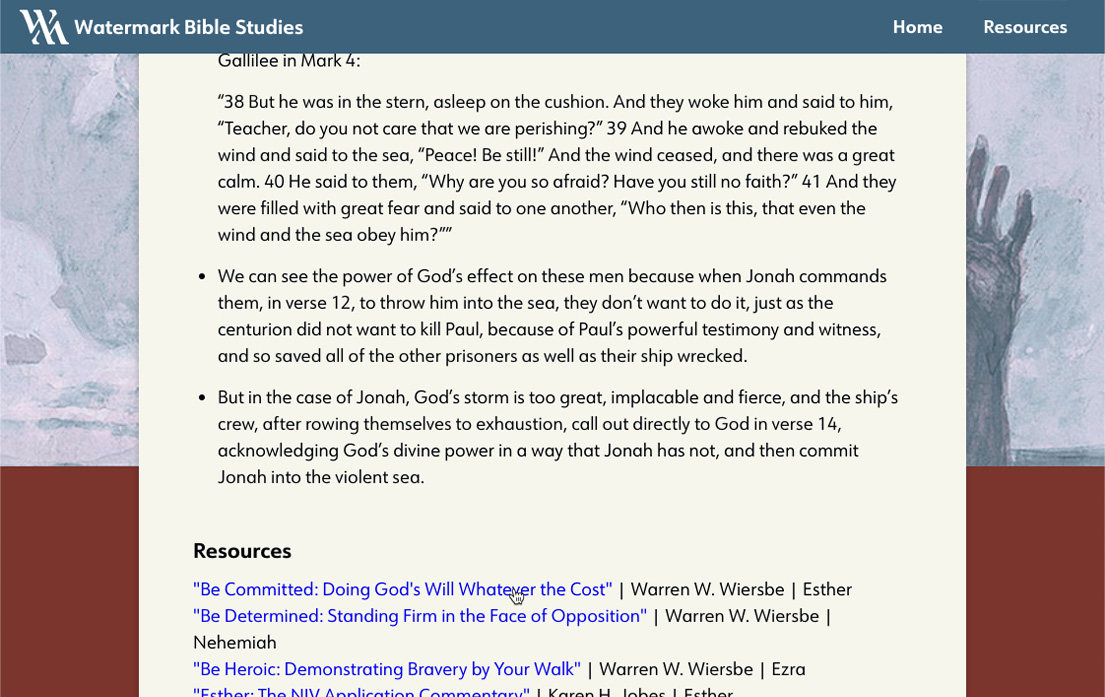 Watermark Bible Studies
Home
Resources
Gallilee in Mark 4:
“38 But he was in the stern, asleep on the cushion. And they woke him and said to him,
“Teacher, do you not care that we are perishing?” 39 And he awoke and rebuked the
wind and said to the sea, “Peace! Be still!” And the wind ceased, and there was a great
calm. 40 He said to them, “Why are you so afraid? Have you still no faith?” 41 And they
were filled with great fear and said to one another, “Who then is this, that even the
wind and the sea obey him?””
• We can see the power of God’s effect on these men because when Jonah commands
them, in verse 12, to throw him into the sea, they don’t want to do it, just as the
centurion did not want to kill Paul, because of Paul’s powerful testimony and witness,
and so saved all of the other prisoners as well as their ship wrecked.
• But in the case of Jonah, God’s storm is too great, implacable and fierce, and the ship’s
crew, after rowing themselves to exhaustion, call out directly to God in verse 14,
acknowledging God’s divine power in a way that Jonah has not, and then commit
Jonah into the violent sea.
Resources
"Be Committed: Doing God's Will Whatever the Cost" | Warren W. Wiersbe | Esther
"Be Determined: Standing Firm in the Face of Opposition" | Warren W. Wiersbe |
Nehemiah
"Be Heroic: Demonstrating Bravery by Your Walk" | Warren W. Wiersbe | Ezra
"Esther: The NIV Application Commentary" | Karen H. Jobes | Esther